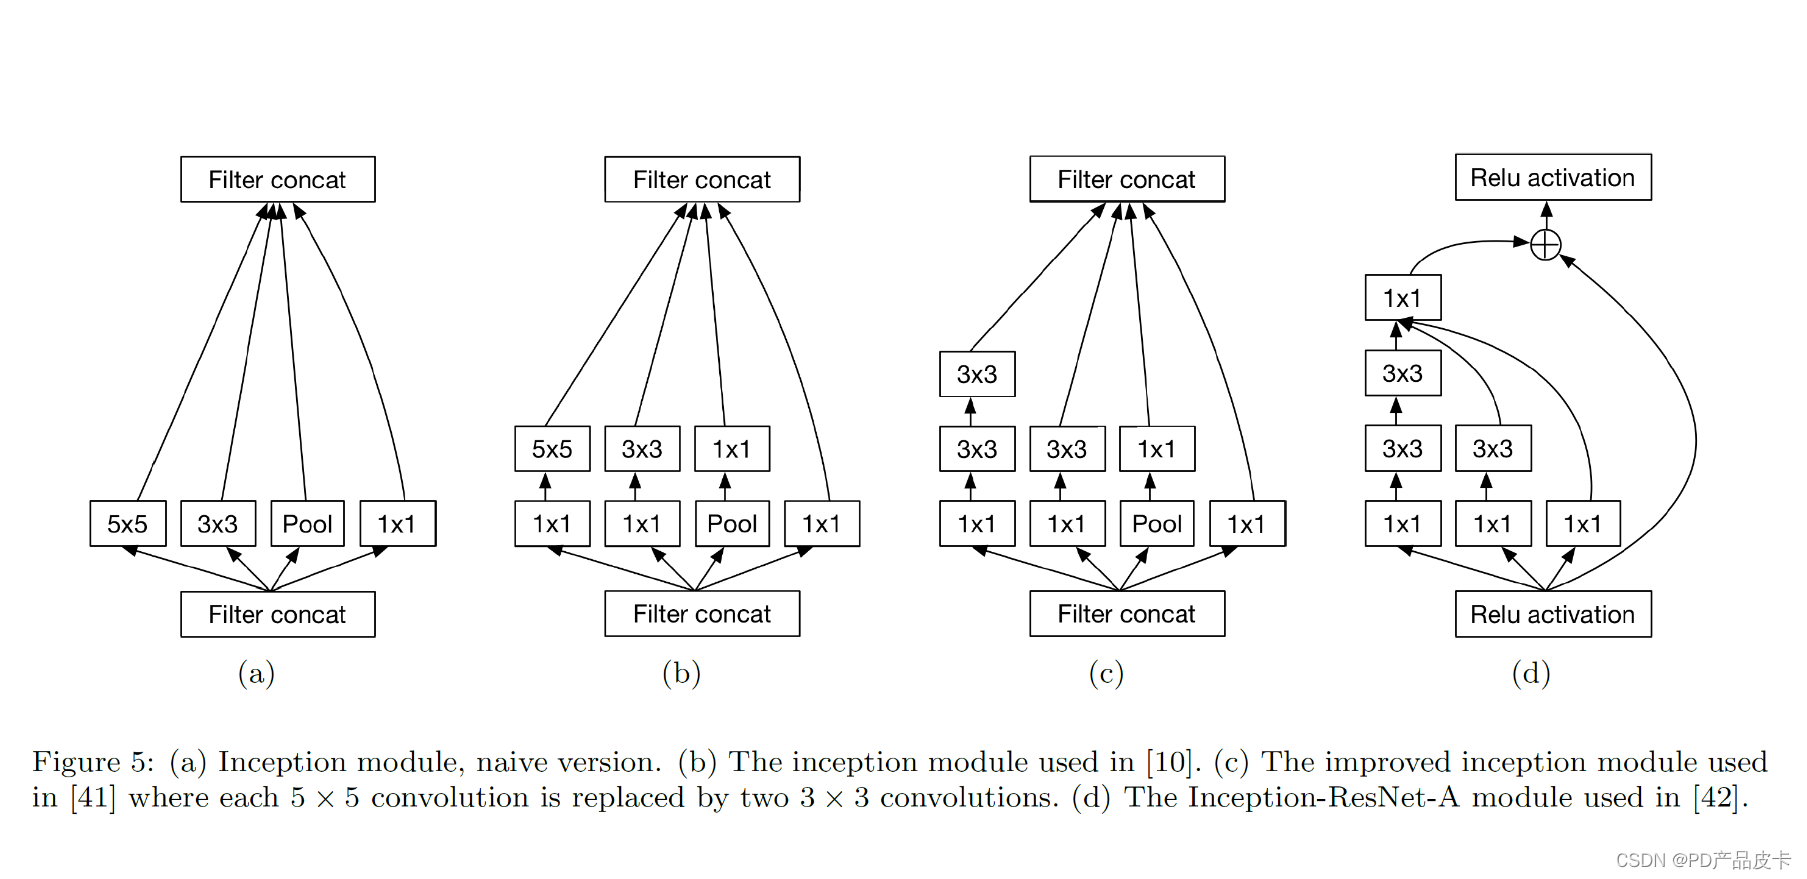 Filter concat
5x5 3x3 Pool 1x1
Filter concat
(a)
Filter concat
5x5 3x3 1x1
1x1 1x1 Pool 1x1
Filter concat
(b)
Filter concat
3x3
3x3 3x3 1x1
1x1 1x1 Pool 1x1
Filter concat
(c)
Relu activation
1x1
3x3
3x3 3x3
1x1 1x1 1x1
Relu activation
(d)
Figure 5: (a) Inception module, naive version. (b) The inception module used in [10]. (c) The improved inception module used
in [41] where each 5 × 5 convolution is replaced by two 3 × 3 convolutions. (d) The Inception-ResNet-A module used in [42].
CSDN @PD产品皮卡